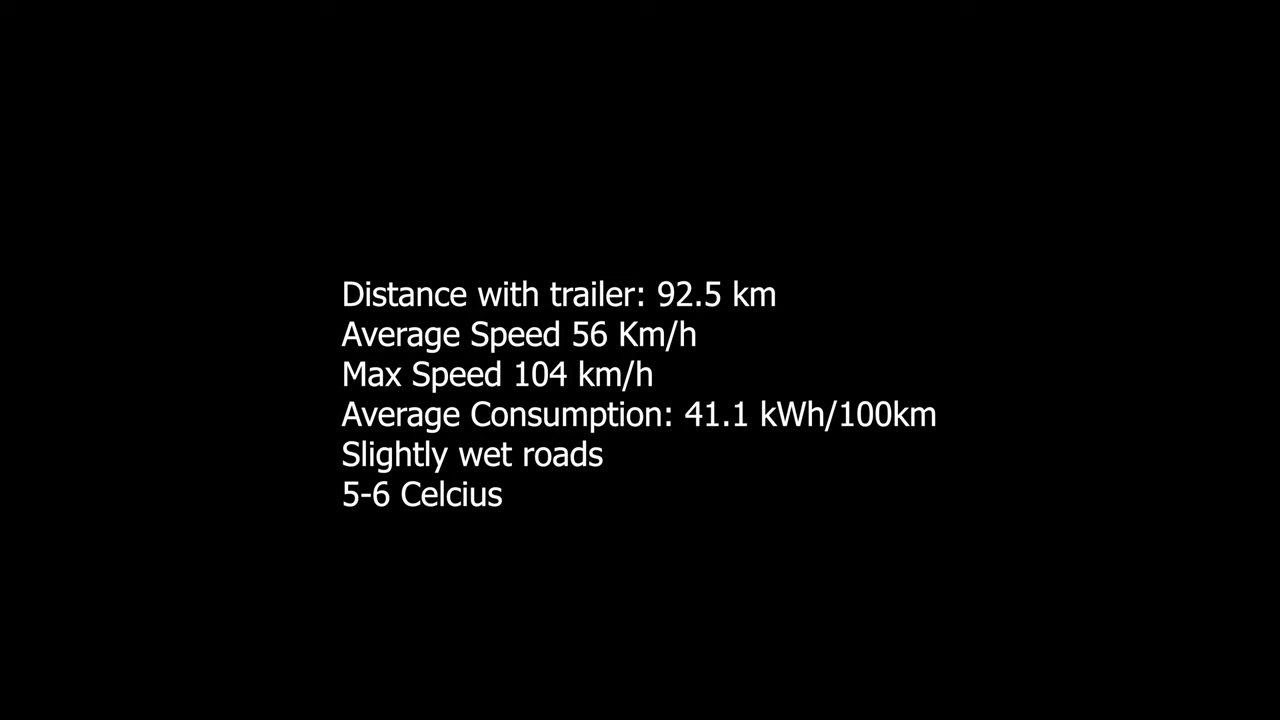 Distance with trailer: 92.5 km
Average Speed 56 Km/h
Max Speed 104 km/h
Average Consumption: 41.1 kWh/100km
Slightly wet roads
5-6 Celcius